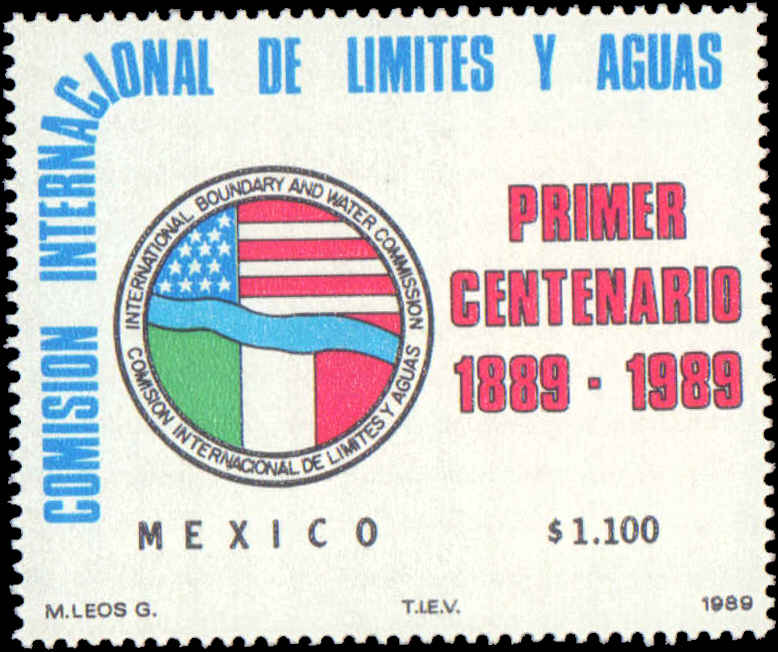 COMISION INTERNACIONAL DE LIMITES Y AGUAS
INTERNATIONAL BOUNDARY AND WATER COMMISSION
COMISION INTERNACIONAL DE LIMITES Y AGUAS
PRIMER
CENTENARIO
1889 - 1989
MEXICO
$1.100
M.LEOS G.
T.I.E.V.
1989